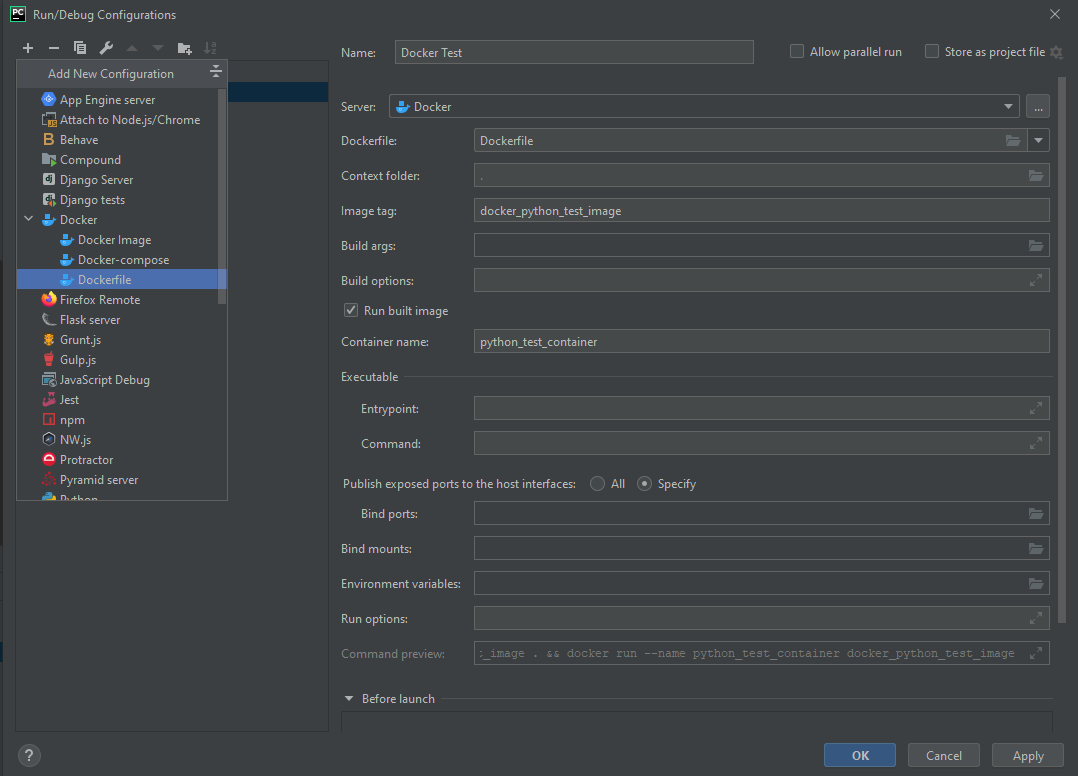 PC
Run/Debug Configurations
Add New Configuration
App Engine server
Attach to Node.js/Chrome
Behave
Compound
Django Server
Django tests
Docker
Docker Image
Docker-compose
Dockerfile
Firefox Remote
Flask server
Grunt.js
Gulp.js
JavaScript Debug
Jest
npm
NW.js
Protractor
Pyramid server
Python
Name: Docker Test
Allow parallel run
Store as project file
Server: Docker ...
Dockerfile: Dockerfile
Context folder: .
Image tag: docker_python_test_image
Build args:
Build options:
Run built image
Container name: python_test_container
Executable
Entrypoint:
Command:
Publish exposed ports to the host interfaces: All Specify
Bind ports:
Bind mounts:
Environment variables:
Run options:
Command preview: t_image . && docker run --name python_test_container docker_python_test_image
Before launch
? OK Cancel Apply